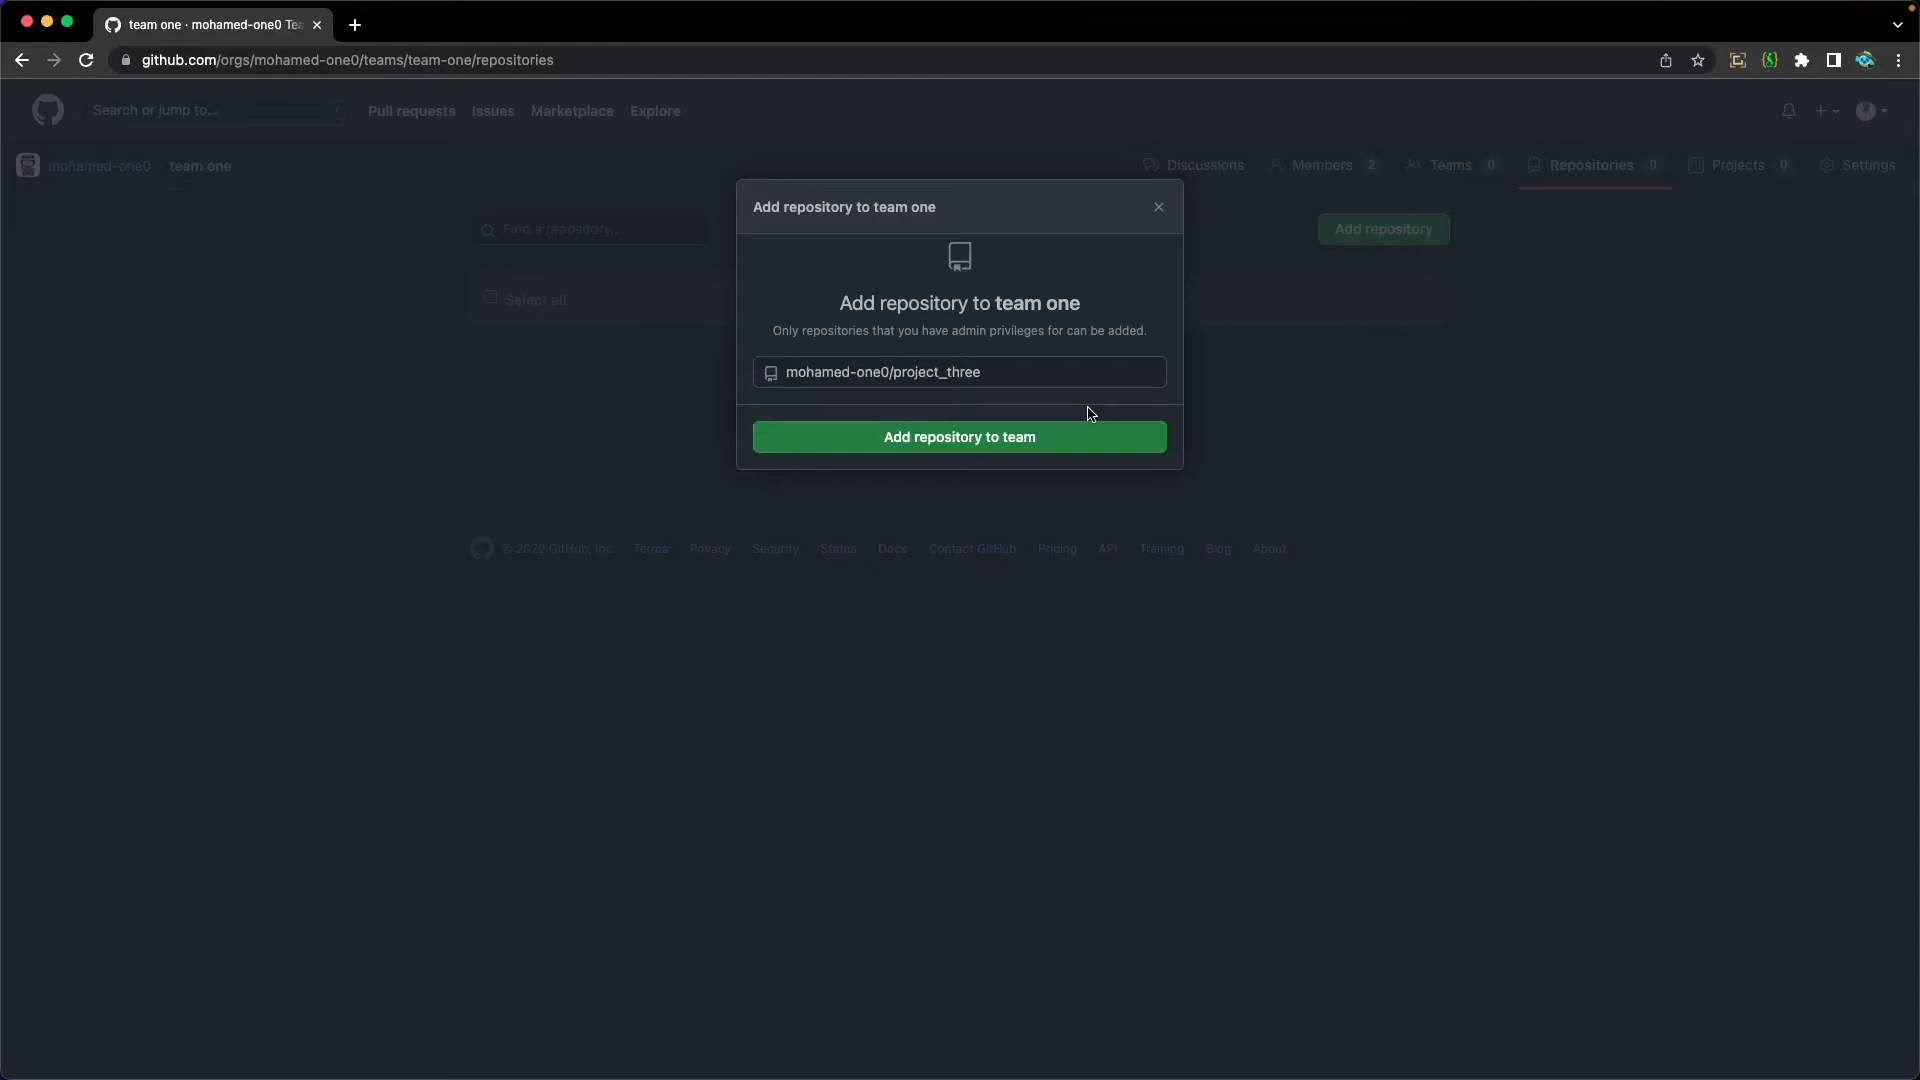 team one · mohamed-one0 Tea
github.com/orgs/mohamed-one0/teams/team-one/repositories
Search or jump to... /
Pull requests Issues Marketplace Explore
mohamed-one0 team one
Discussions Members 2 Teams 0 Repositories 0 Projects 0 Settings
Add repository to team one
Find a repository...
Add repository
Select all
Add repository to team one
Only repositories that you have admin privileges for can be added.
mohamed-one0/project_three
Add repository to team
© 2022 GitHub, Inc. Terms Privacy Security Status Docs Contact GitHub Pricing API Training Blog About